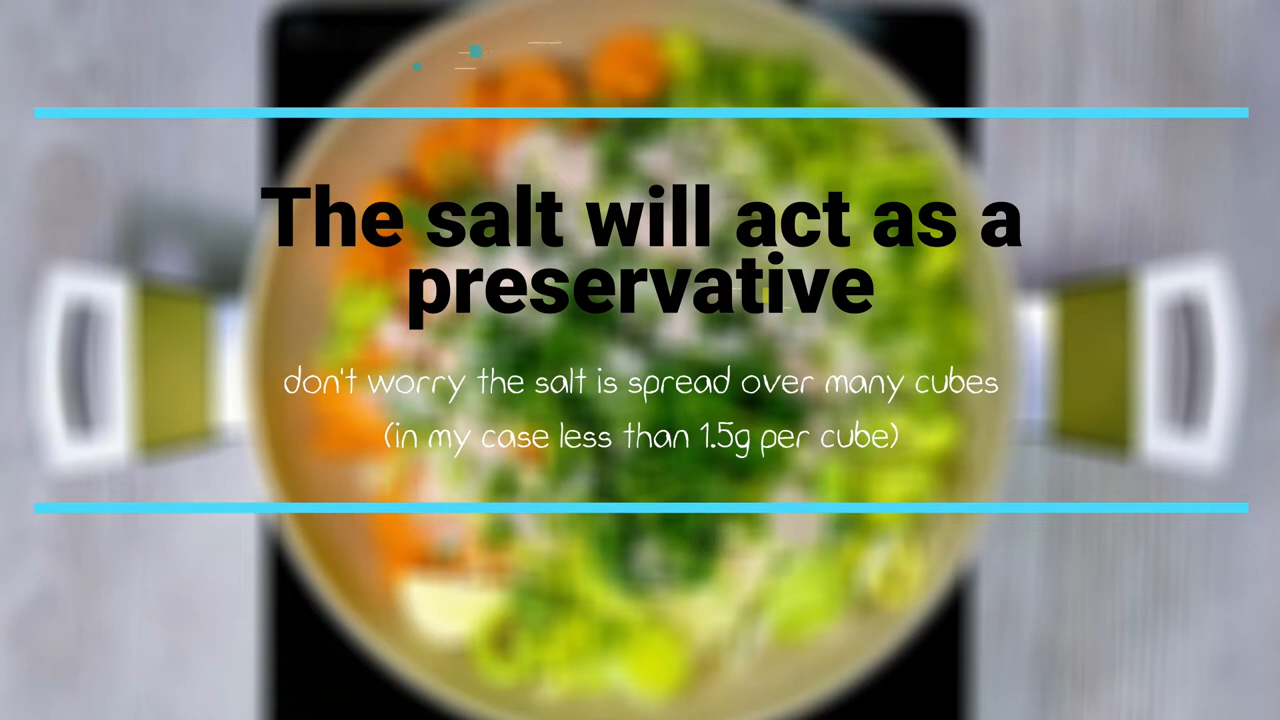 The salt will act as a
preservative
don't worry the salt is spread over many cubes
(in my case less than 1.5g per cube)